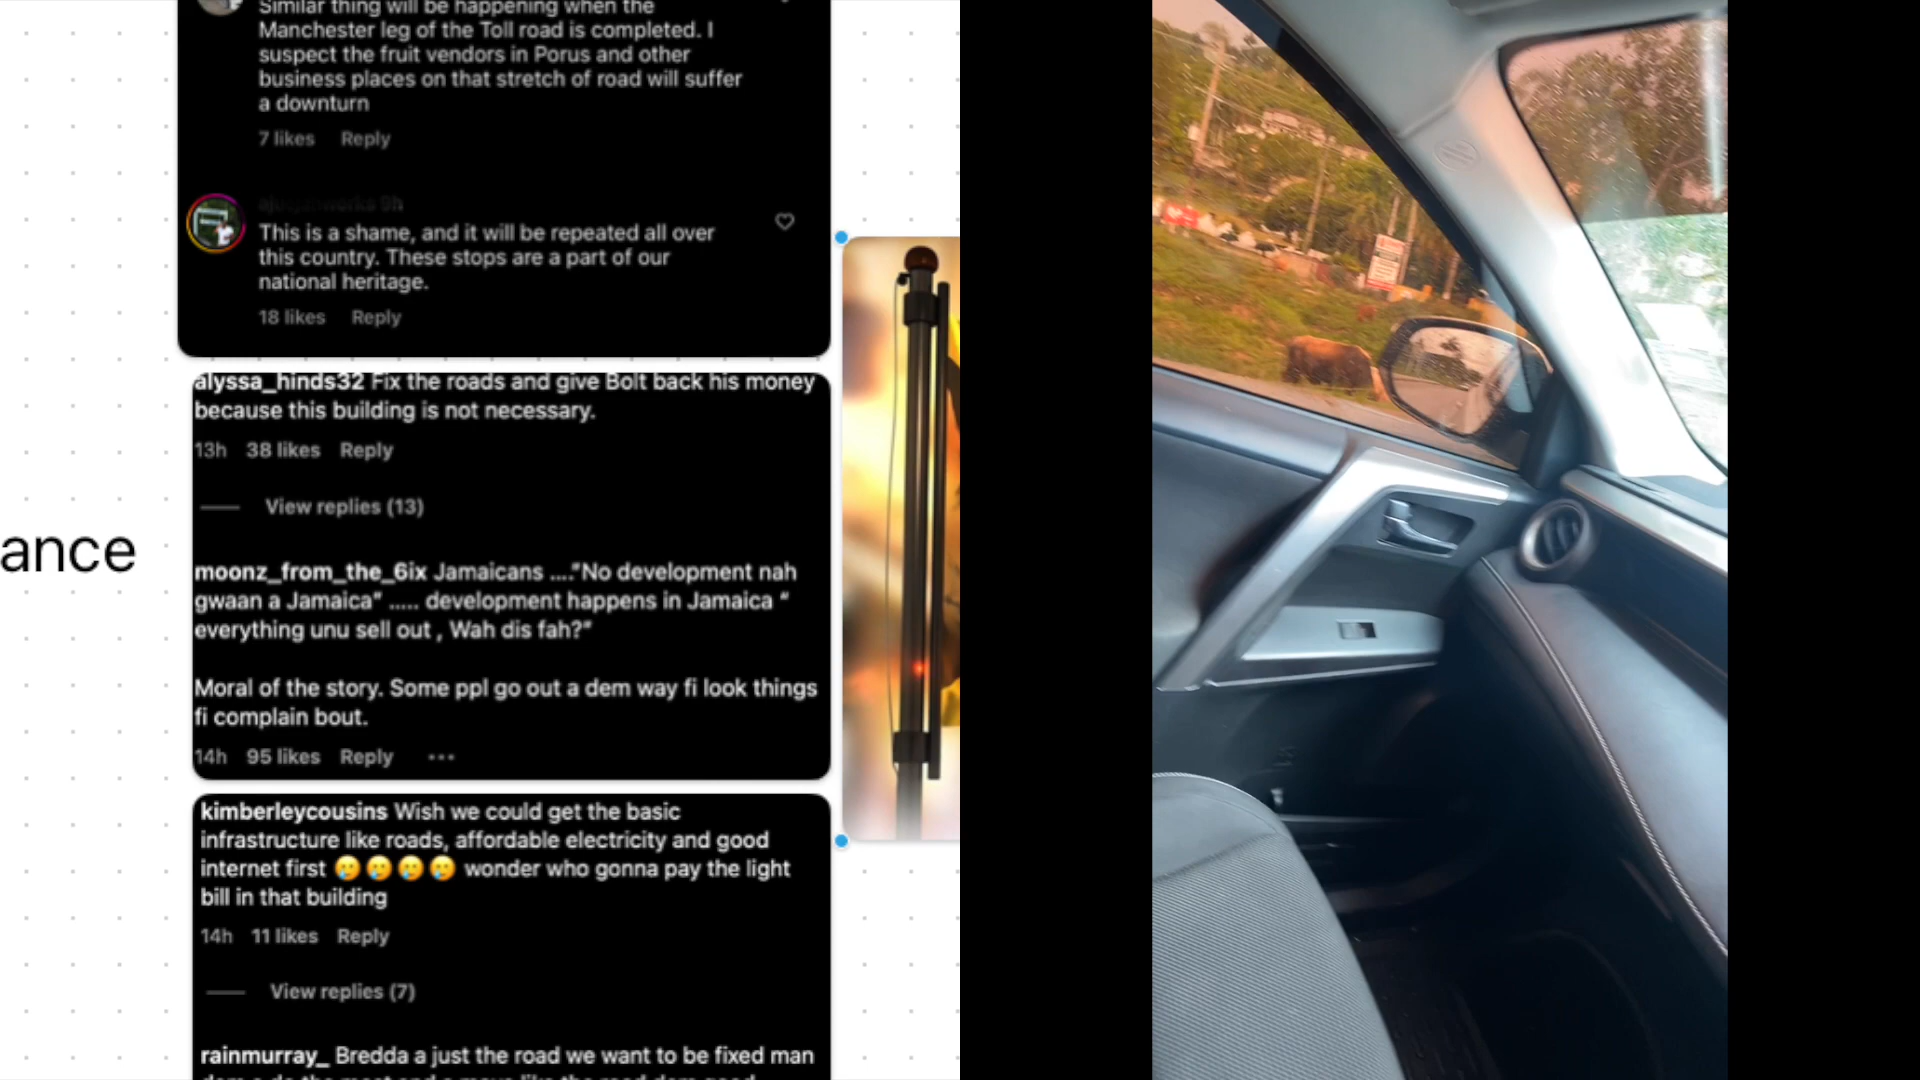 Similar thing will be happening when the
Manchester leg of the Toll road is completed. I
suspect the fruit vendors in Porus and other
business places on that stretch of road will suffer
a downturn
7 likes Reply
9h
This is a shame, and it will be repeated all over
this country. These stops are a part of our
national heritage.
18 likes Reply
alyssa_hinds32 Fix the roads and give Bolt back his money
because this building is not necessary.
13h 38 likes Reply
View replies (13)
ance
moonz_from_the_6ix Jamaicans ...."No development nah
gwaan a Jamaica" ..... development happens in Jamaica "
everything unu sell out , Wah dis fah?"
Moral of the story. Some ppl go out a dem way fi look things
fi complain bout.
14h 95 likes Reply ...
kimberleycousins Wish we could get the basic
infrastructure like roads, affordable electricity and good
internet first 🥲🥲🥲🥲 wonder who gonna pay the light
bill in that building
14h 11 likes Reply
View replies (7)
rainmurray_ Bredda a just the road we want to be fixed man